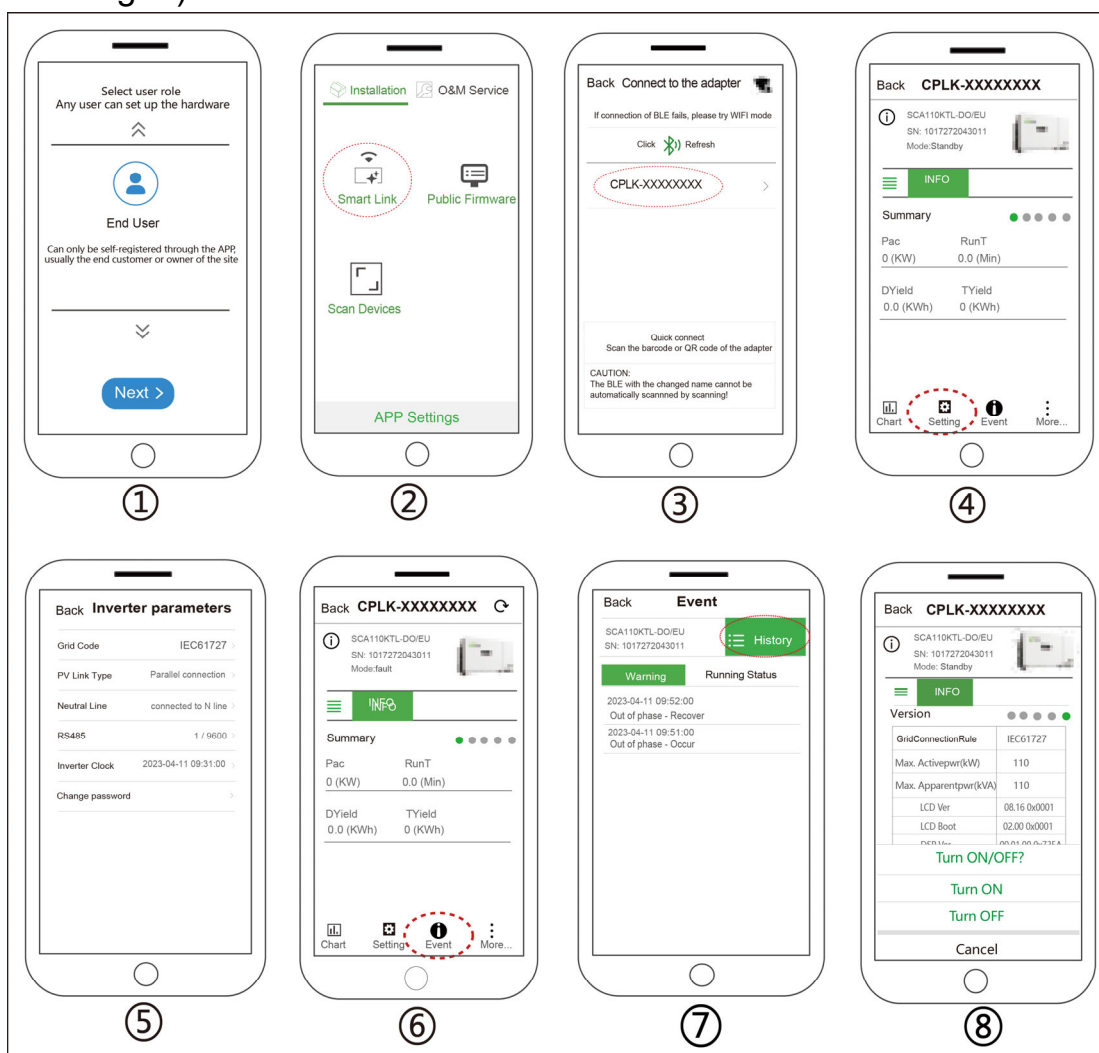 Select user role
Any user can set up the hardware
End User
Can only be self-registered through the APP,
usually the end customer or owner of the site
Next >
①
Installation O&M Service
Smart Link Public Firmware
Scan Devices
APP Settings
②
Back Connect to the adapter
If connection of BLE fails, please try WIFI mode
Click Refresh
CPLK-XXXXXXXX >
Quick connect
Scan the barcode or QR code of the adapter
CAUTION:
The BLE with the changed name cannot be
automatically scannned by scanning!
③
Back CPLK-XXXXXXXX
SCA110KTL-DO/EU
SN: 1017272043011
Mode:Standby
INFO
Summary
Pac RunT
0 (KW) 0.0 (Min)
DYield TYield
0.0 (KWh) 0 (KWh)
Chart Setting Event More...
④
Back Inverter parameters
Grid Code IEC61727 >
PV Link Type Parallel connection >
Neutral Line connected to N line >
RS485 1 / 9600 >
Inverter Clock 2023-04-11 09:31:00 >
Change password >
⑤
Back CPLK-XXXXXXXX
SCA110KTL-DO/EU
SN: 1017272043011
Mode:fault
INFO
Summary
Pac RunT
0 (KW) 0.0 (Min)
DYield TYield
0.0 (KWh) 0 (KWh)
Chart Setting Event More...
⑥
Back Event
SCA110KTL-DO/EU
SN: 1017272043011
History
Warning Running Status
2023-04-11 09:52:00
Out of phase - Recover
2023-04-11 09:51:00
Out of phase - Occur
⑦
Back CPLK-XXXXXXXX
SCA110KTL-DO/EU
SN: 1017272043011
Mode: Standby
INFO
Version
GridConnectionRule IEC61727
Max. Activepwr(kW) 110
Max. Apparentpwr(kVA) 110
LCD Ver 08.16 0x0001
LCD Boot 02.00 0x0001
Turn ON/OFF?
Turn ON
Turn OFF
Cancel
⑧